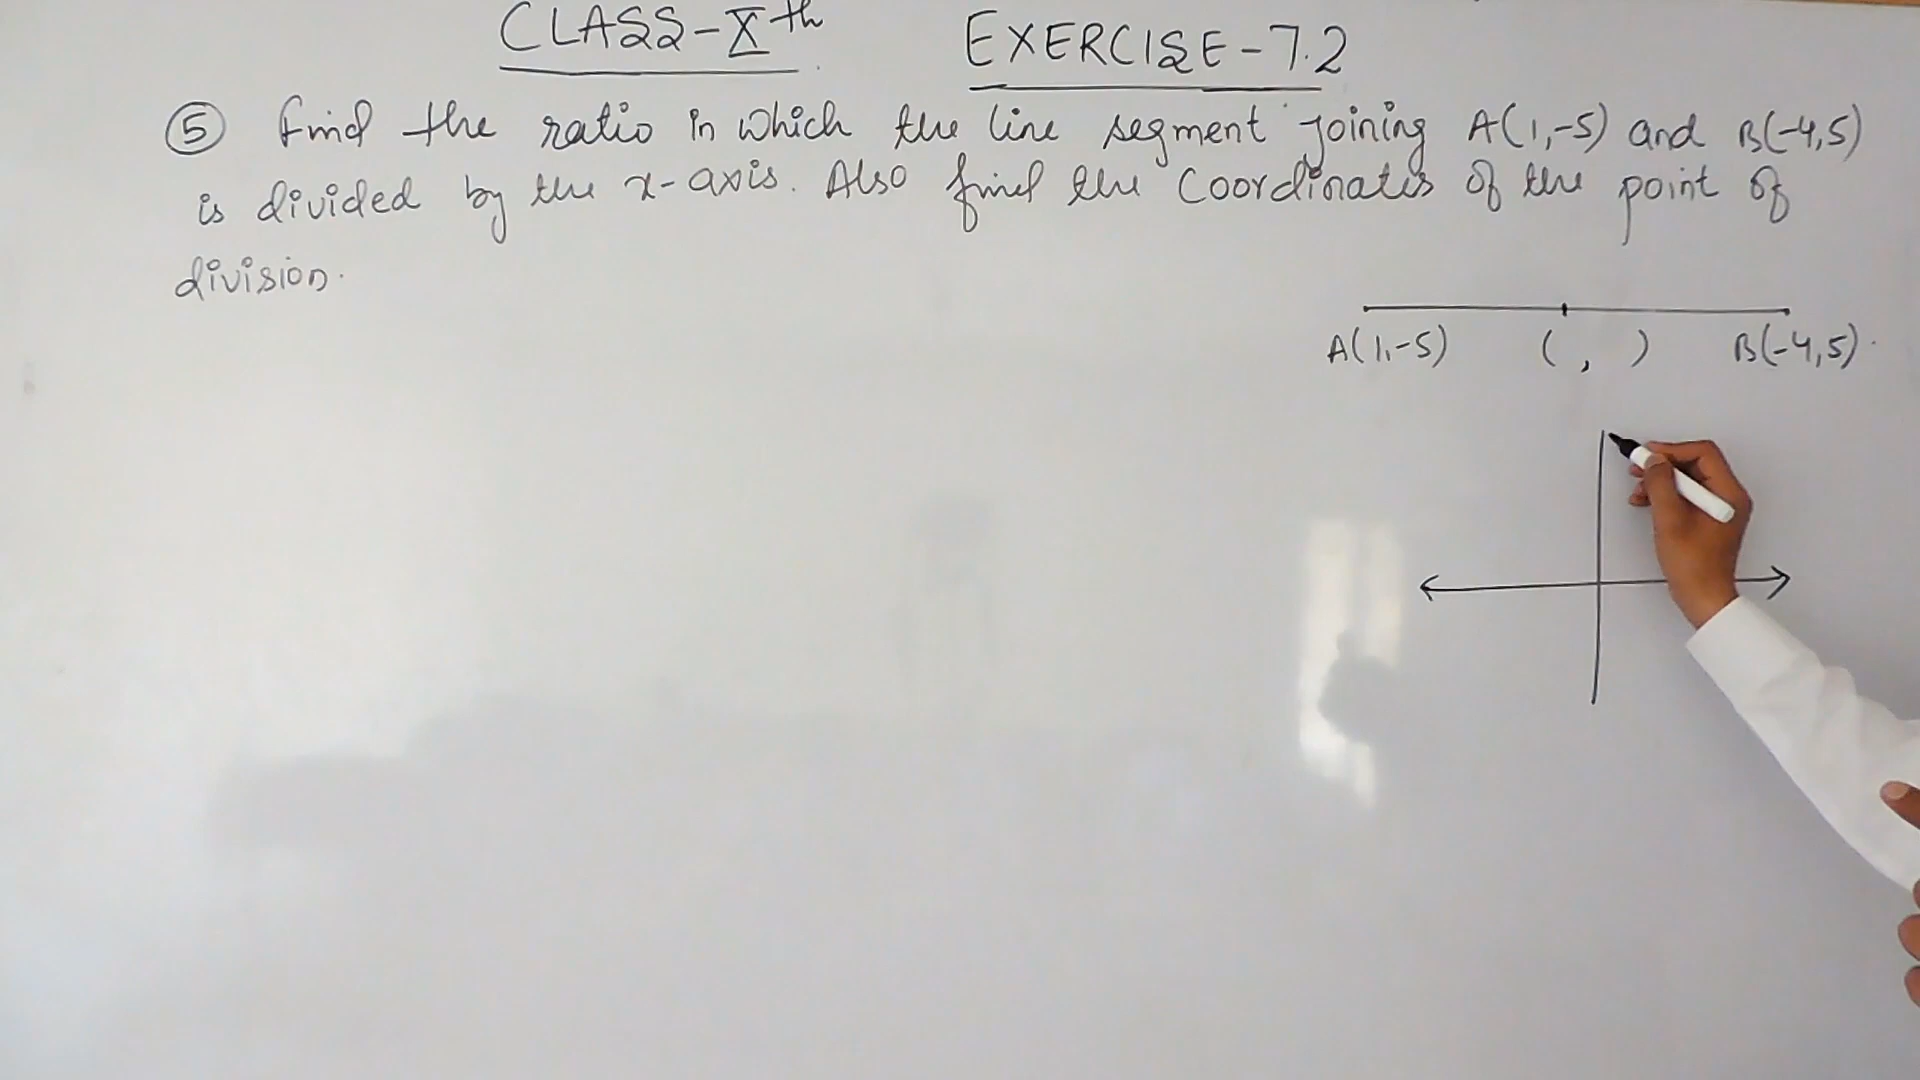 CLASS-Xth EXERCISE-7.2
⑤ Find the ratio in which the line segment joining A(1,-5) and B(-4,5)
is divided by the x-axis. Also find the Coordinates of the point of
division.
A(1,-5) ( , ) B(-4,5).